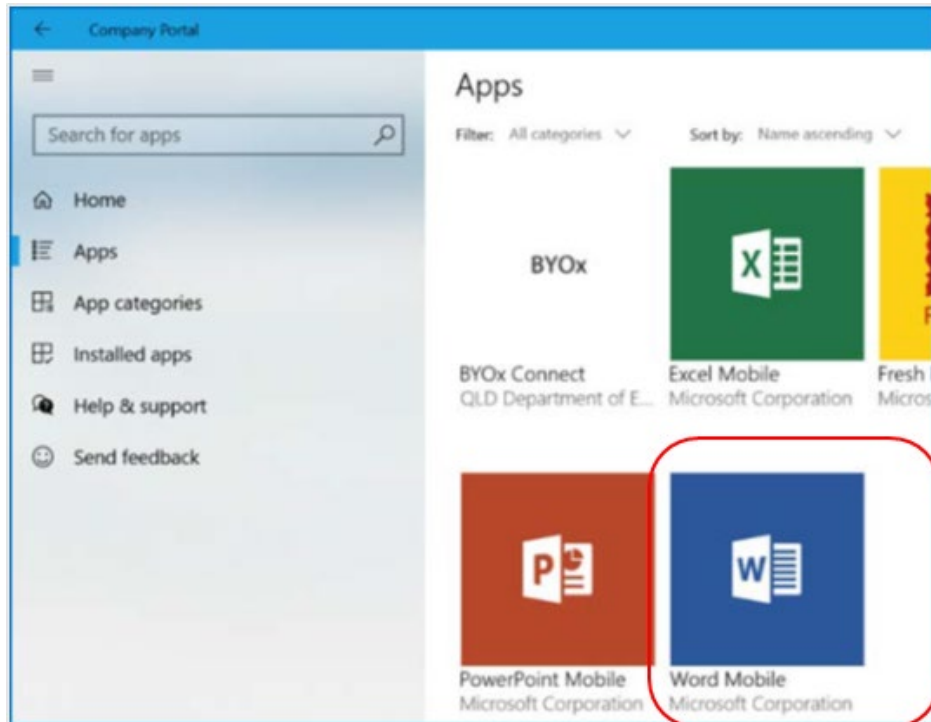 Company Portal
Search for apps
Home
Apps
App categories
Installed apps
Help & support
Send feedback
Apps
Filter: All categories
Sort by: Name ascending
BYOx
X
BYOx Connect
QLD Department of E...
Excel Mobile
Microsoft Corporation
Fresh
Micros
P
W
PowerPoint Mobile
Microsoft Corporation
Word Mobile
Microsoft Corporation